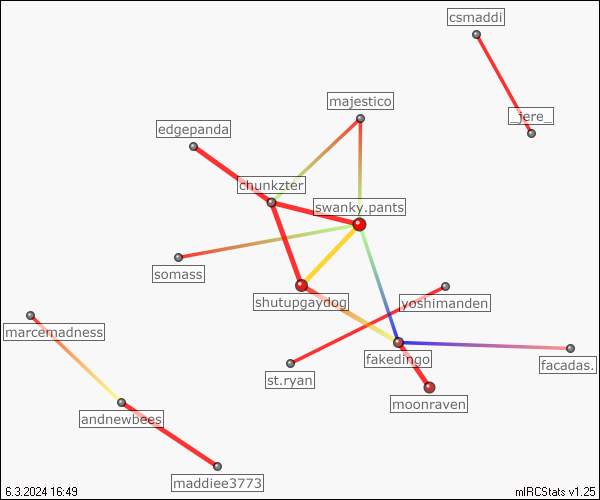 csmaddi
majestico
_jere_
edgepanda
chunkzter
swanky.pants
somass
shutupgaydog
yoshimanden
marcemadness
fakedingo
facadas.
st.ryan
moonraven
andnewbees
maddiee3773
6.3.2024 16:49
mIRCStats v1.25